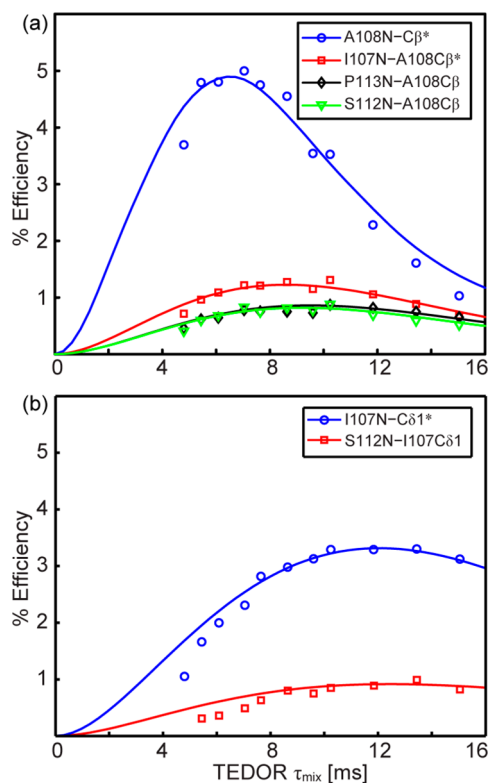 (a)
A108N–Cβ*
I107N–A108Cβ*
P113N–A108Cβ
S112N–A108Cβ
% Efficiency
5
4
3
2
1
0 4 8 12 16
(b)
I107N–Cδ1*
S112N–I107Cδ1
% Efficiency
5
4
3
2
1
0 4 8 12 16
TEDOR τmix [ms]